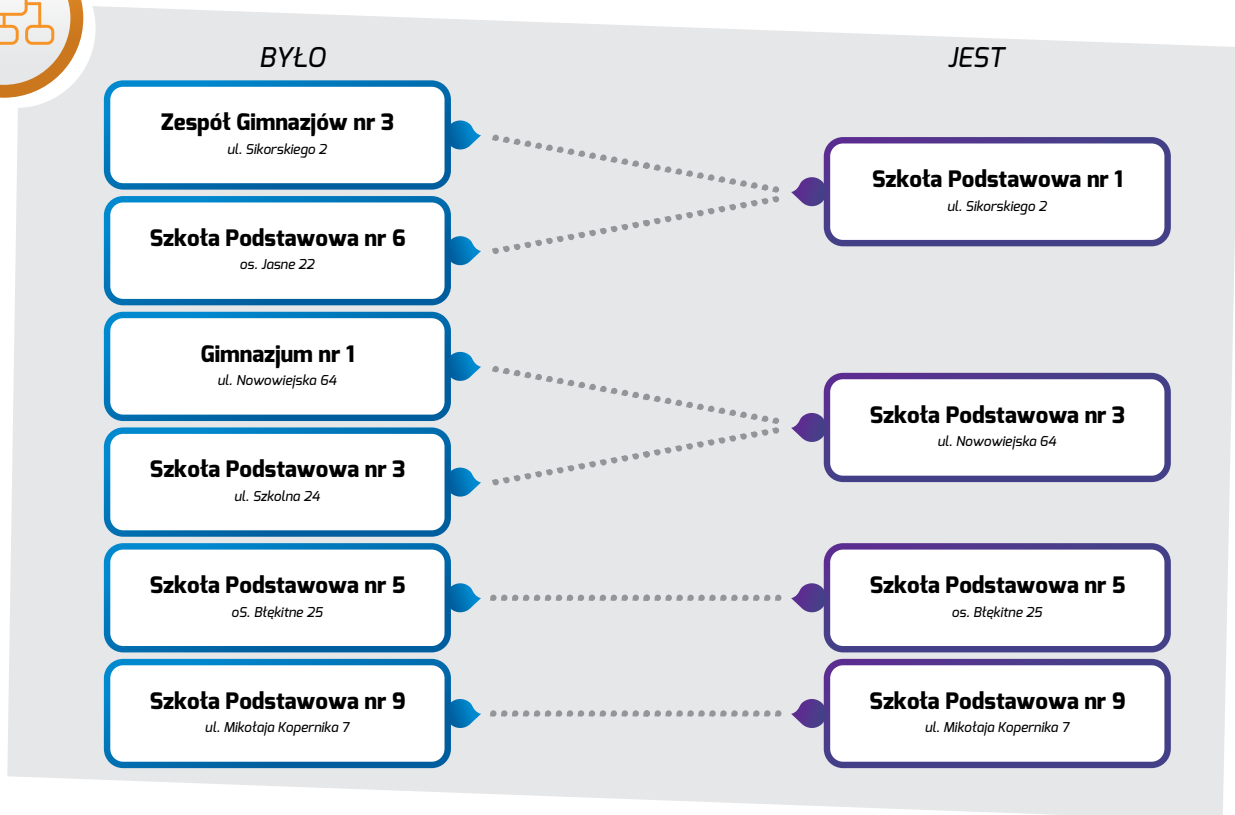 BYŁO
JEST
Zespół Gimnazjów nr 3
ul. Sikorskiego 2
Szkoła Podstawowa nr 6
os. Jasne 22
Gimnazjum nr 1
ul. Nowowiejska 64
Szkoła Podstawowa nr 3
ul. Szkolna 24
Szkoła Podstawowa nr 5
oS. Błękitne 25
Szkoła Podstawowa nr 9
ul. Mikołaja Kopernika 7
Szkoła Podstawowa nr 1
ul. Sikorskiego 2
Szkoła Podstawowa nr 3
ul. Nowowiejska 64
Szkoła Podstawowa nr 5
os. Błękitne 25
Szkoła Podstawowa nr 9
ul. Mikołaja Kopernika 7